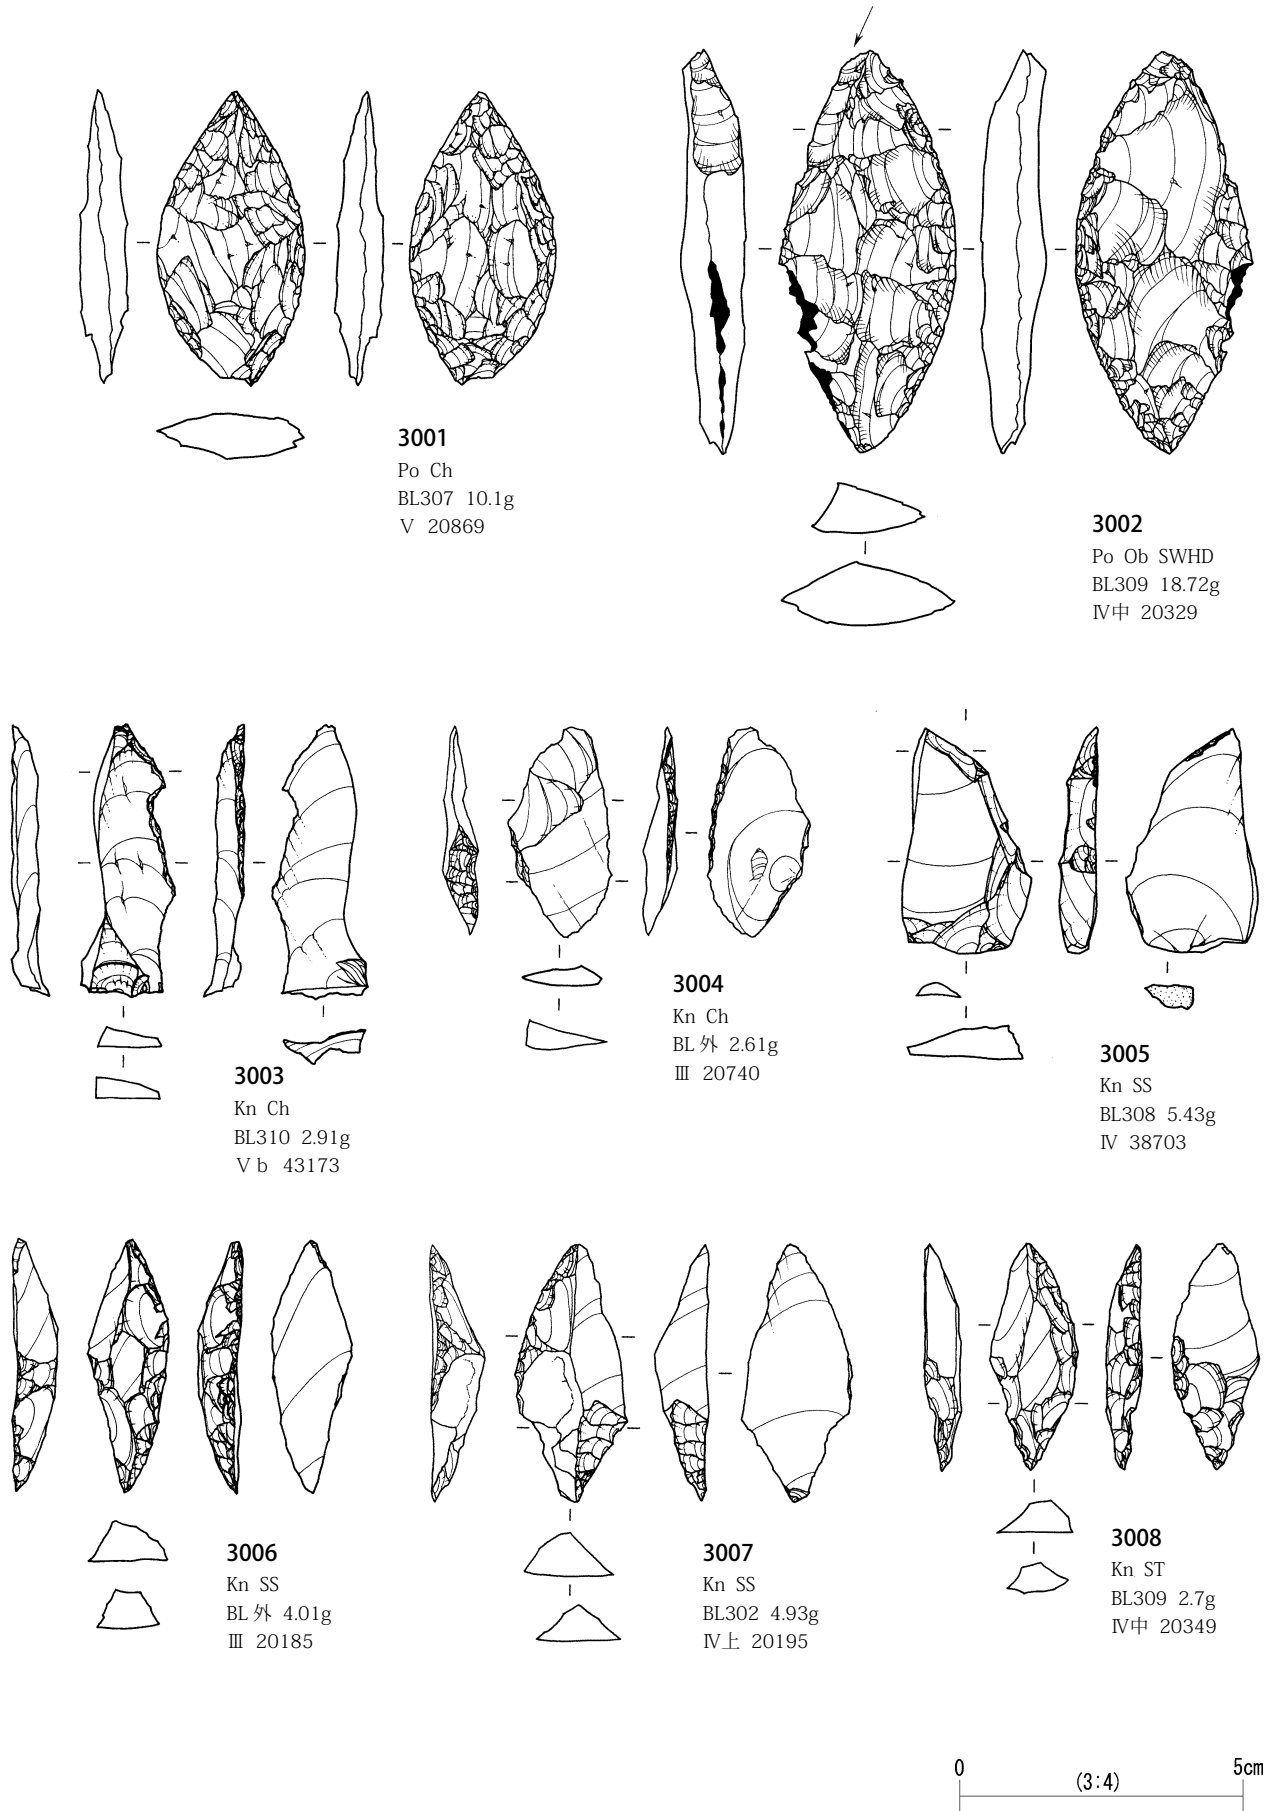 3001
Po Ch
BL307 10.1g
Ⅴ 20869
3002
Po Ob SWHD
BL309 18.72g
Ⅳ中 20329
3003
Kn Ch
BL310 2.91g
Ⅴb 43173
3004
Kn Ch
BL外 2.61g
Ⅲ 20740
3005
Kn SS
BL308 5.43g
Ⅳ 38703
3006
Kn SS
BL外 4.01g
Ⅲ 20185
3007
Kn SS
BL302 4.93g
Ⅳ上 20195
3008
Kn ST
BL309 2.7g
Ⅳ中 20349
0 5cm
(3:4)